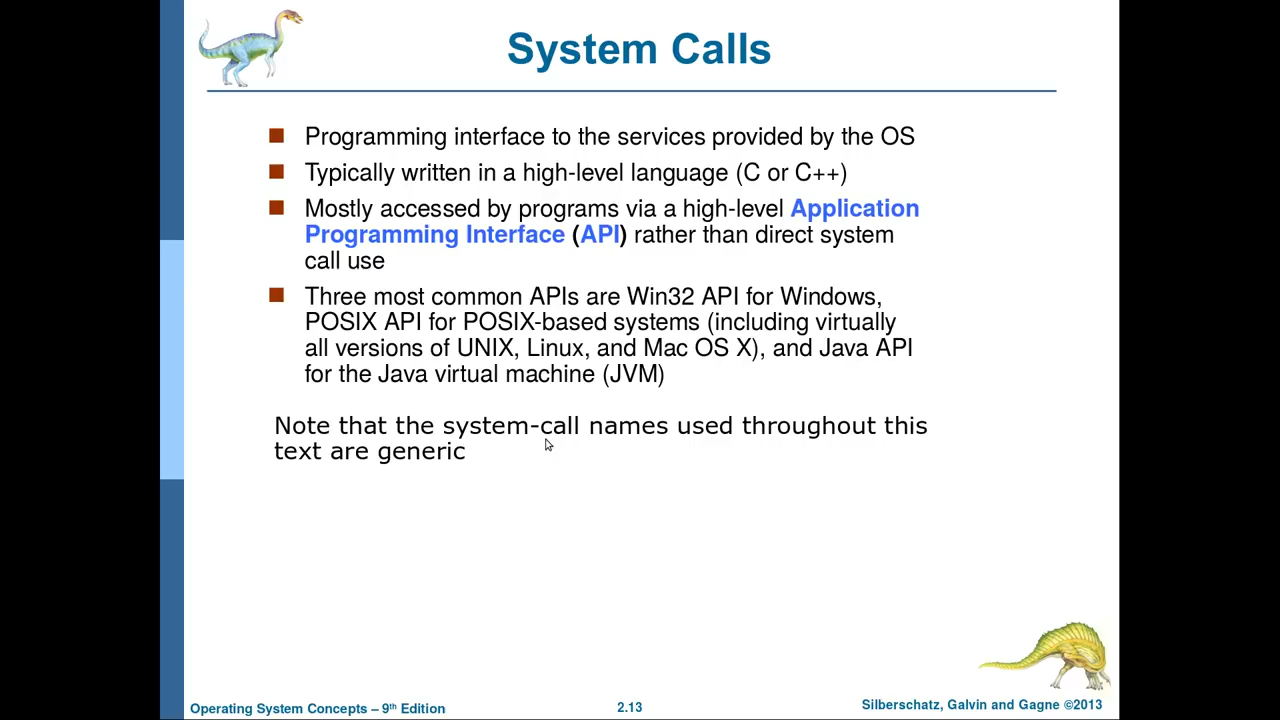 System Calls
Programming interface to the services provided by the OS
Typically written in a high-level language (C or C++)
Mostly accessed by programs via a high-level Application
Programming Interface (API) rather than direct system
call use
Three most common APIs are Win32 API for Windows,
POSIX API for POSIX-based systems (including virtually
all versions of UNIX, Linux, and Mac OS X), and Java API
for the Java virtual machine (JVM)
Note that the system-call names used throughout this
text are generic
Operating System Concepts – 9th Edition
2.13
Silberschatz, Galvin and Gagne ©2013